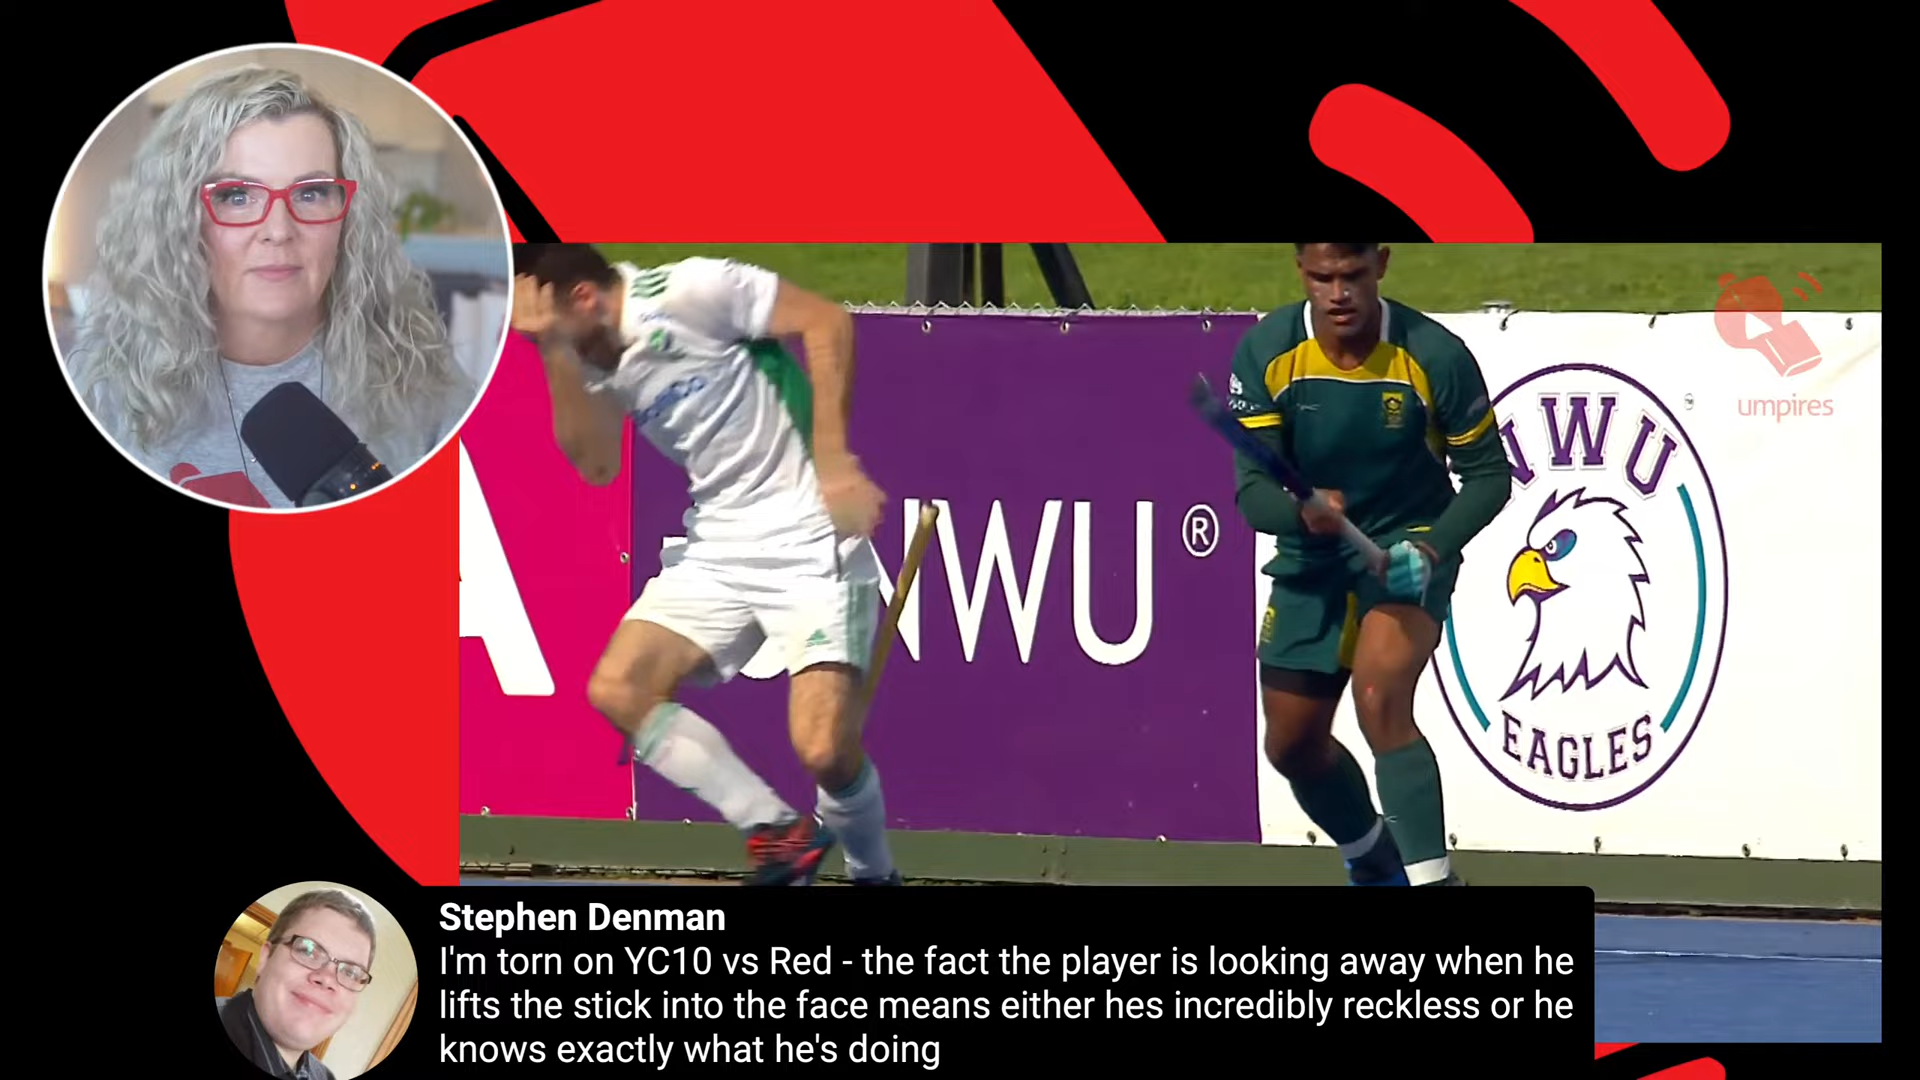 umpires
NWU
EAGLES
A
NWU®
™
Stephen Denman
I'm torn on YC10 vs Red - the fact the player is looking away when he
lifts the stick into the face means either hes incredibly reckless or he
knows exactly what he's doing